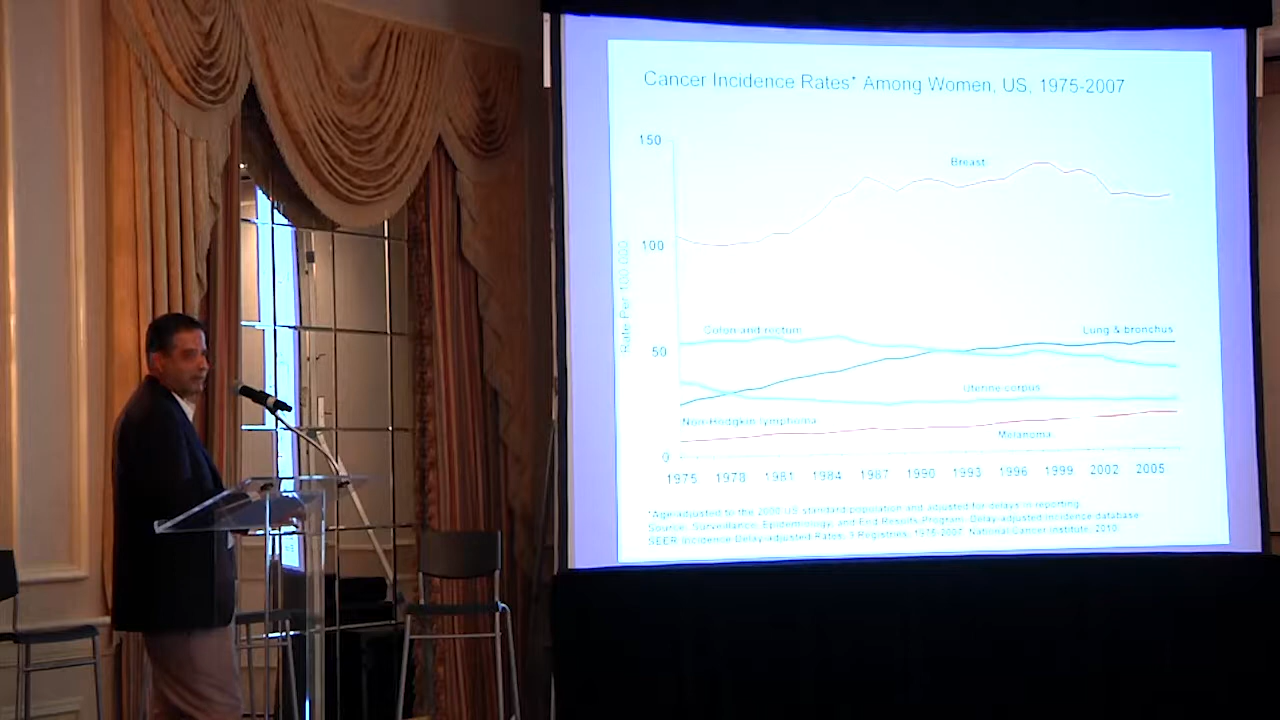 Cancer Incidence Rates* Among Women, US, 1975-2007
150
Breast
100
Rate Per 100,000
Colon and rectum
Lung & bronchus
50
Uterine corpus
Non-Hodgkin lymphoma
Melanoma
0
1975 1978 1981 1984 1987 1990 1993 1996 1999 2002 2005
*Age-adjusted to the 2000 US standard population and adjusted for delays in reporting.
Source: Surveillance, Epidemiology, and End Results Program, Delay-adjusted Incidence database:
SEER Incidence Delay-adjusted Rates, 9 Registries, 1975-2007, National Cancer Institute, 2010.